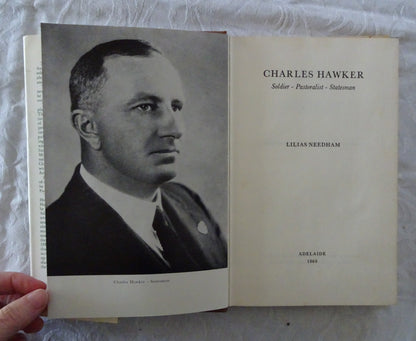 Charles Hawker – Statesman
CHARLES HAWKER
Soldier - Pastoralist - Statesman
LILIAS NEEDHAM
ADELAIDE
1969